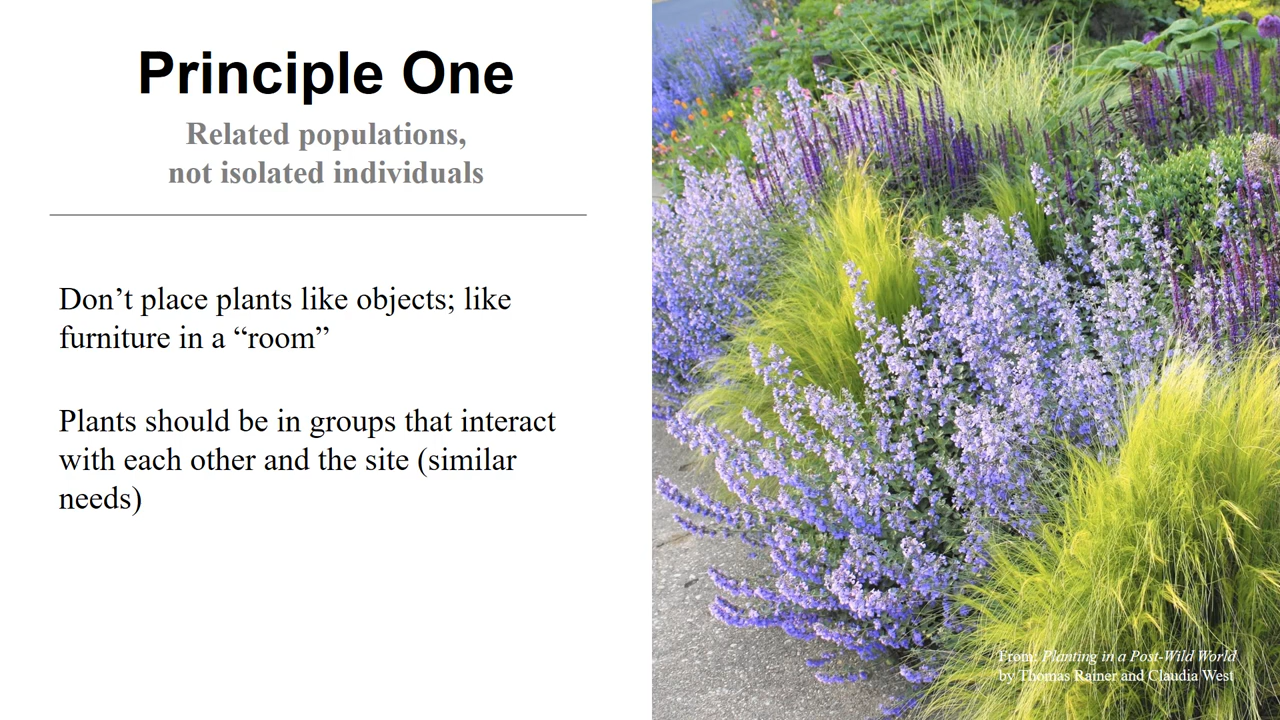 Principle One
Related populations,
not isolated individuals
Don’t place plants like objects; like
furniture in a “room”
Plants should be in groups that interact
with each other and the site (similar
needs)
From: Planting in a Post-Wild World
by Thomas Rainer and Claudia West